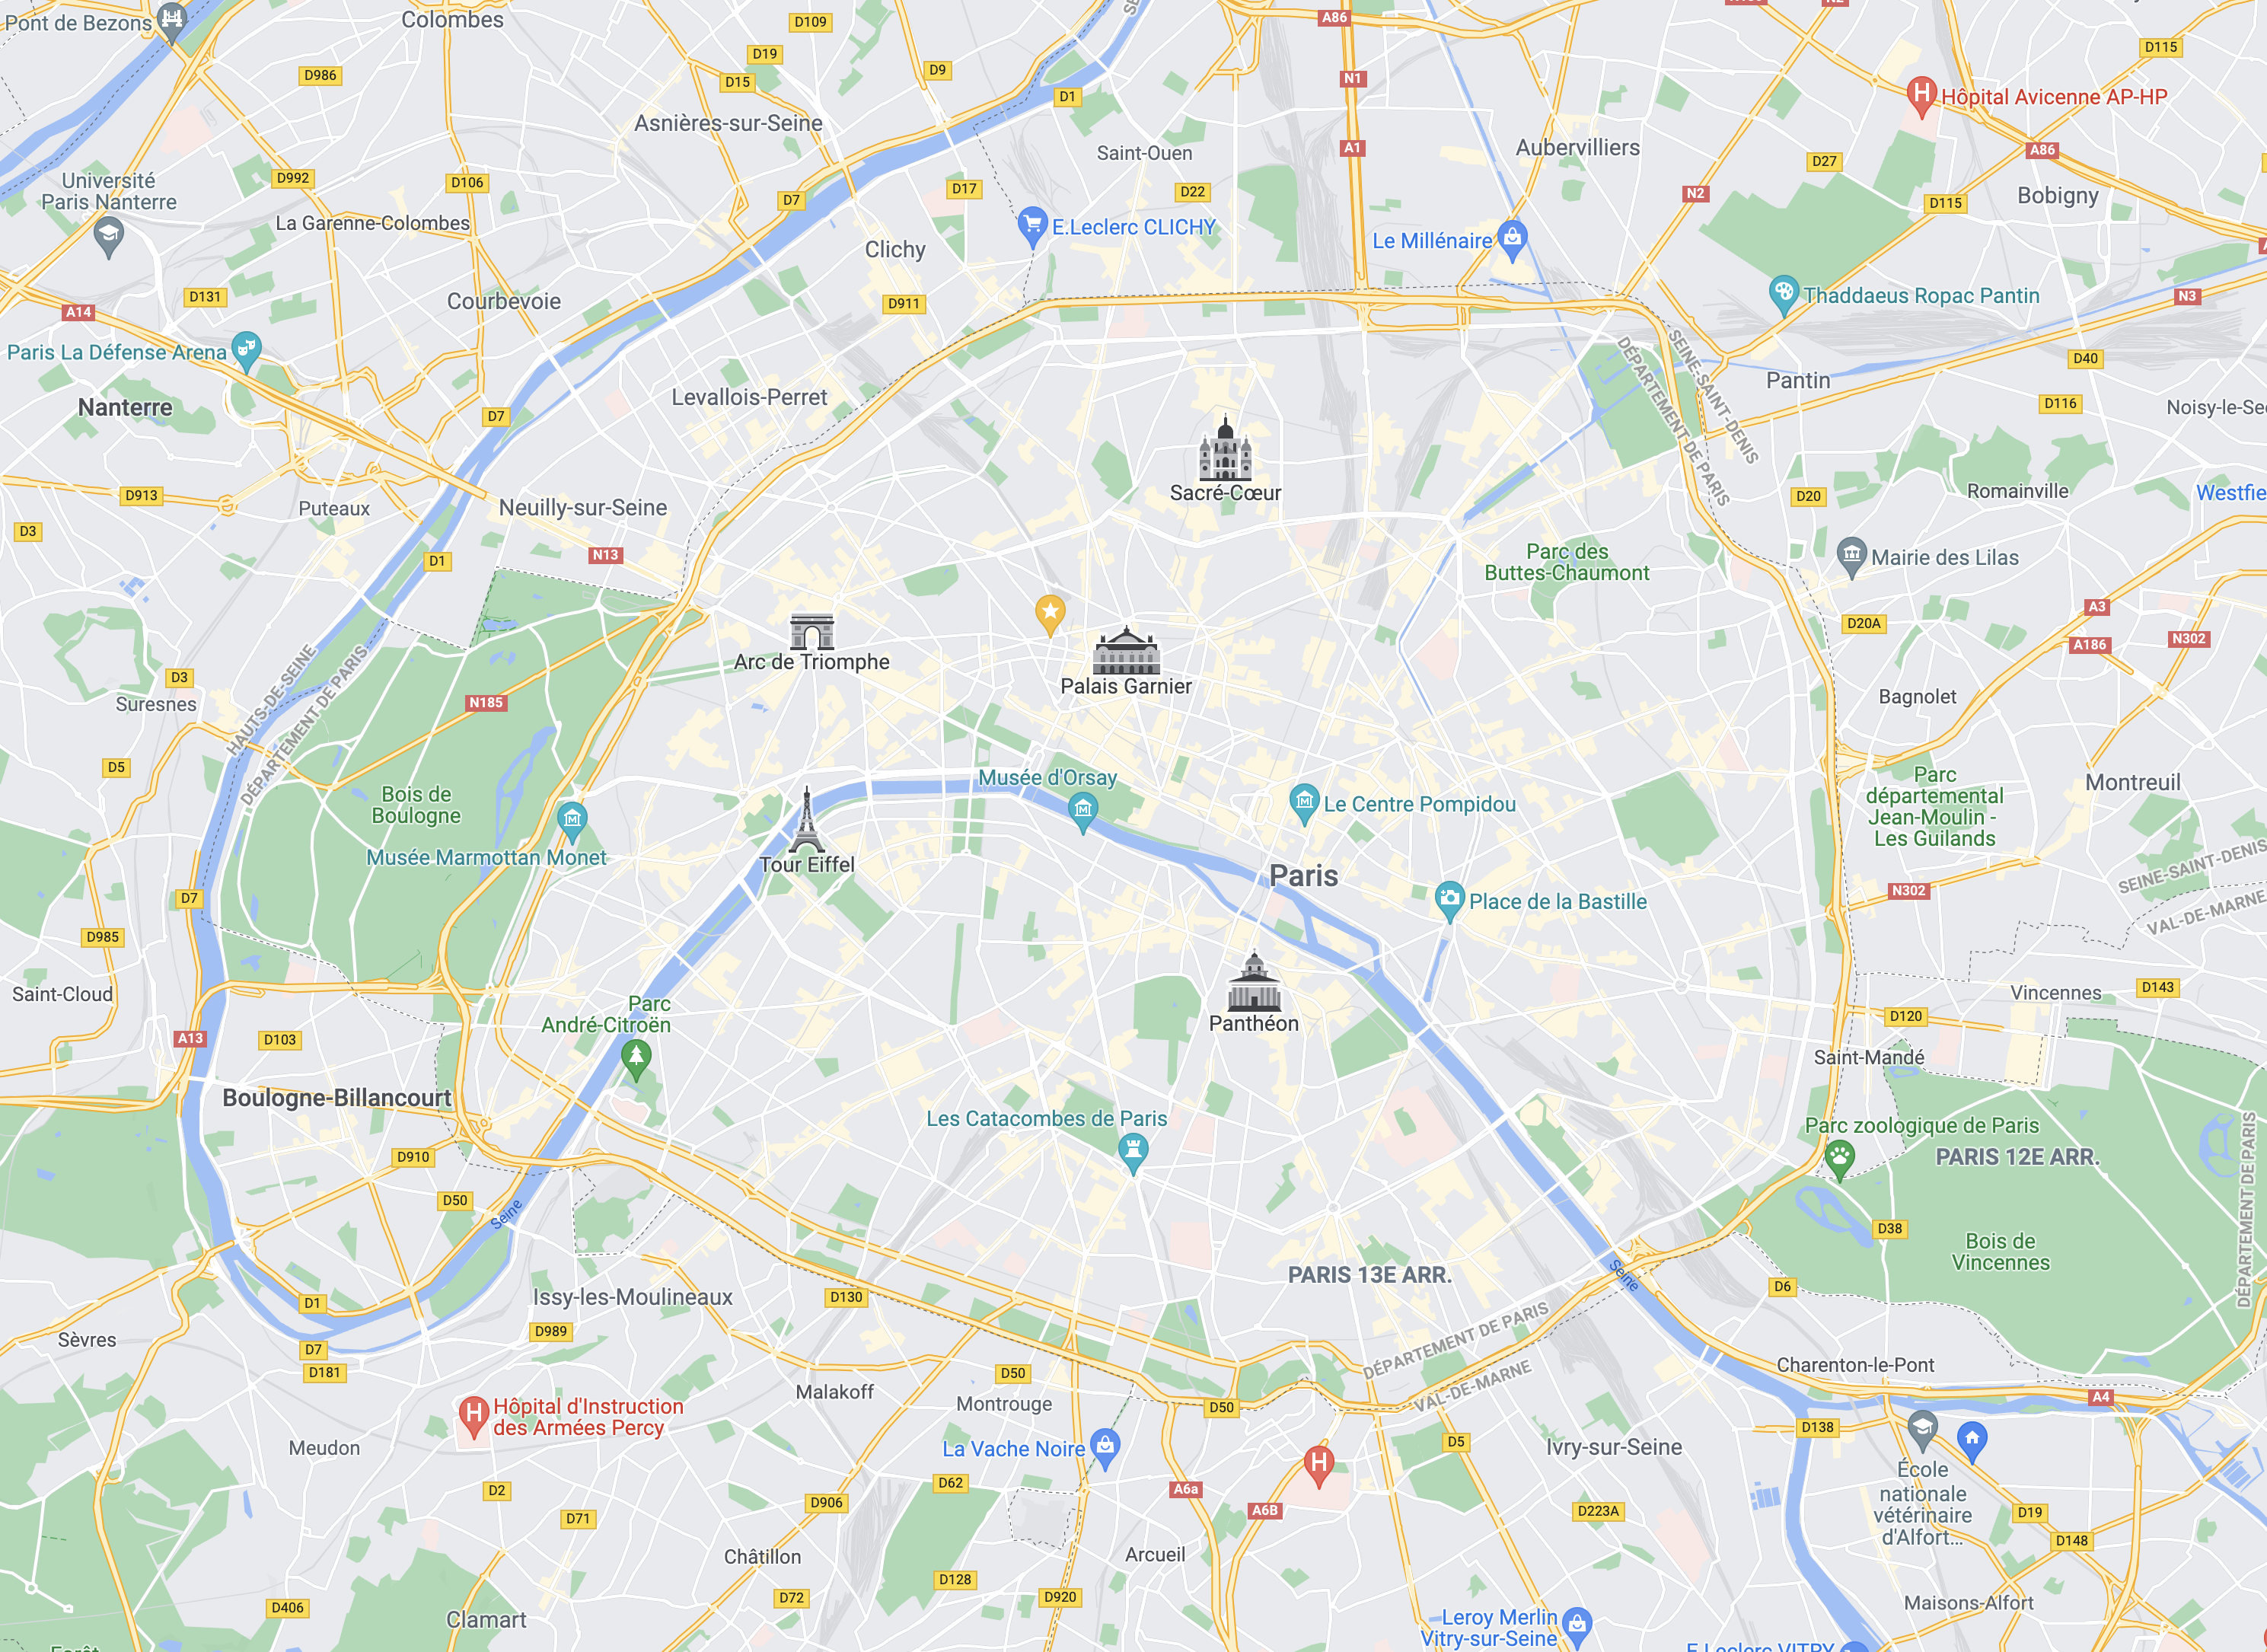 Pont de Bezons
Colombes
D109
D19
D15
D9
D1
A86
N1
D115
D986
Hôpital Avicenne AP-HP
Asnières-sur-Seine
Saint-Ouen
A1
Aubervilliers
A86
D27
Université
Paris Nanterre
D992
D106
D7
D17
D22
N2
D115
Bobigny
La Garenne-Colombes
E.Leclerc CLICHY
Clichy
Le Millénaire
D131
Courbevoie
D911
Thaddaeus Ropac Pantin
N3
A14
Paris La Défense Arena
D40
SEINE-SAINT-DENIS
DÉPARTEMENT DE PARIS
Pantin
Levallois-Perret
Nanterre
D7
D116
Noisy-le-Sec
D913
Puteaux
Neuilly-sur-Seine
Sacré-Cœur
D20
Romainville
Westfie
D3
D1
N13
Parc des
Buttes-Chaumont
Mairie des Lilas
A3
D20A
A186
N302
Arc de Triomphe
Palais Garnier
D3
Suresnes
N185
HAUTS-DE-SEINE
DÉPARTEMENT DE PARIS
Bagnolet
D5
Musée d'Orsay
Le Centre Pompidou
Bois de
Boulogne
Parc
départemental
Jean-Moulin -
Les Guilands
Montreuil
Musée Marmottan Monet
Tour Eiffel
Paris
SEINE-SAINT-DENIS
VAL-DE-MARNE
D7
N302
Place de la Bastille
D985
Saint-Cloud
Parc
André-Citroën
Panthéon
Vincennes
D143
D120
A13
D103
Saint-Mandé
Boulogne-Billancourt
Les Catacombes de Paris
Parc zoologique de Paris
PARIS 12E ARR.
DÉPARTEMENT DE PARIS
D910
D50
Seine
D38
Bois de
Vincennes
PARIS 13E ARR.
Seine
D6
D1
Issy-les-Moulineaux
D130
Sèvres
D989
D7
D181
DÉPARTEMENT DE PARIS
VAL-DE-MARNE
Charenton-le-Pont
D50
Malakoff
Montrouge
D50
A4
Hôpital d'Instruction
des Armées Percy
D138
Meudon
La Vache Noire
D5
Ivry-sur-Seine
École
nationale
vétérinaire
d'Alfort...
D2
D62
A6a
A6B
D906
D71
D223A
D19
D148
Châtillon
Arcueil
D128
D72
D920
D406
Clamart
Maisons-Alfort
Leroy Merlin
Vitry-sur-Seine
E.Leclerc VITRY
Forêt